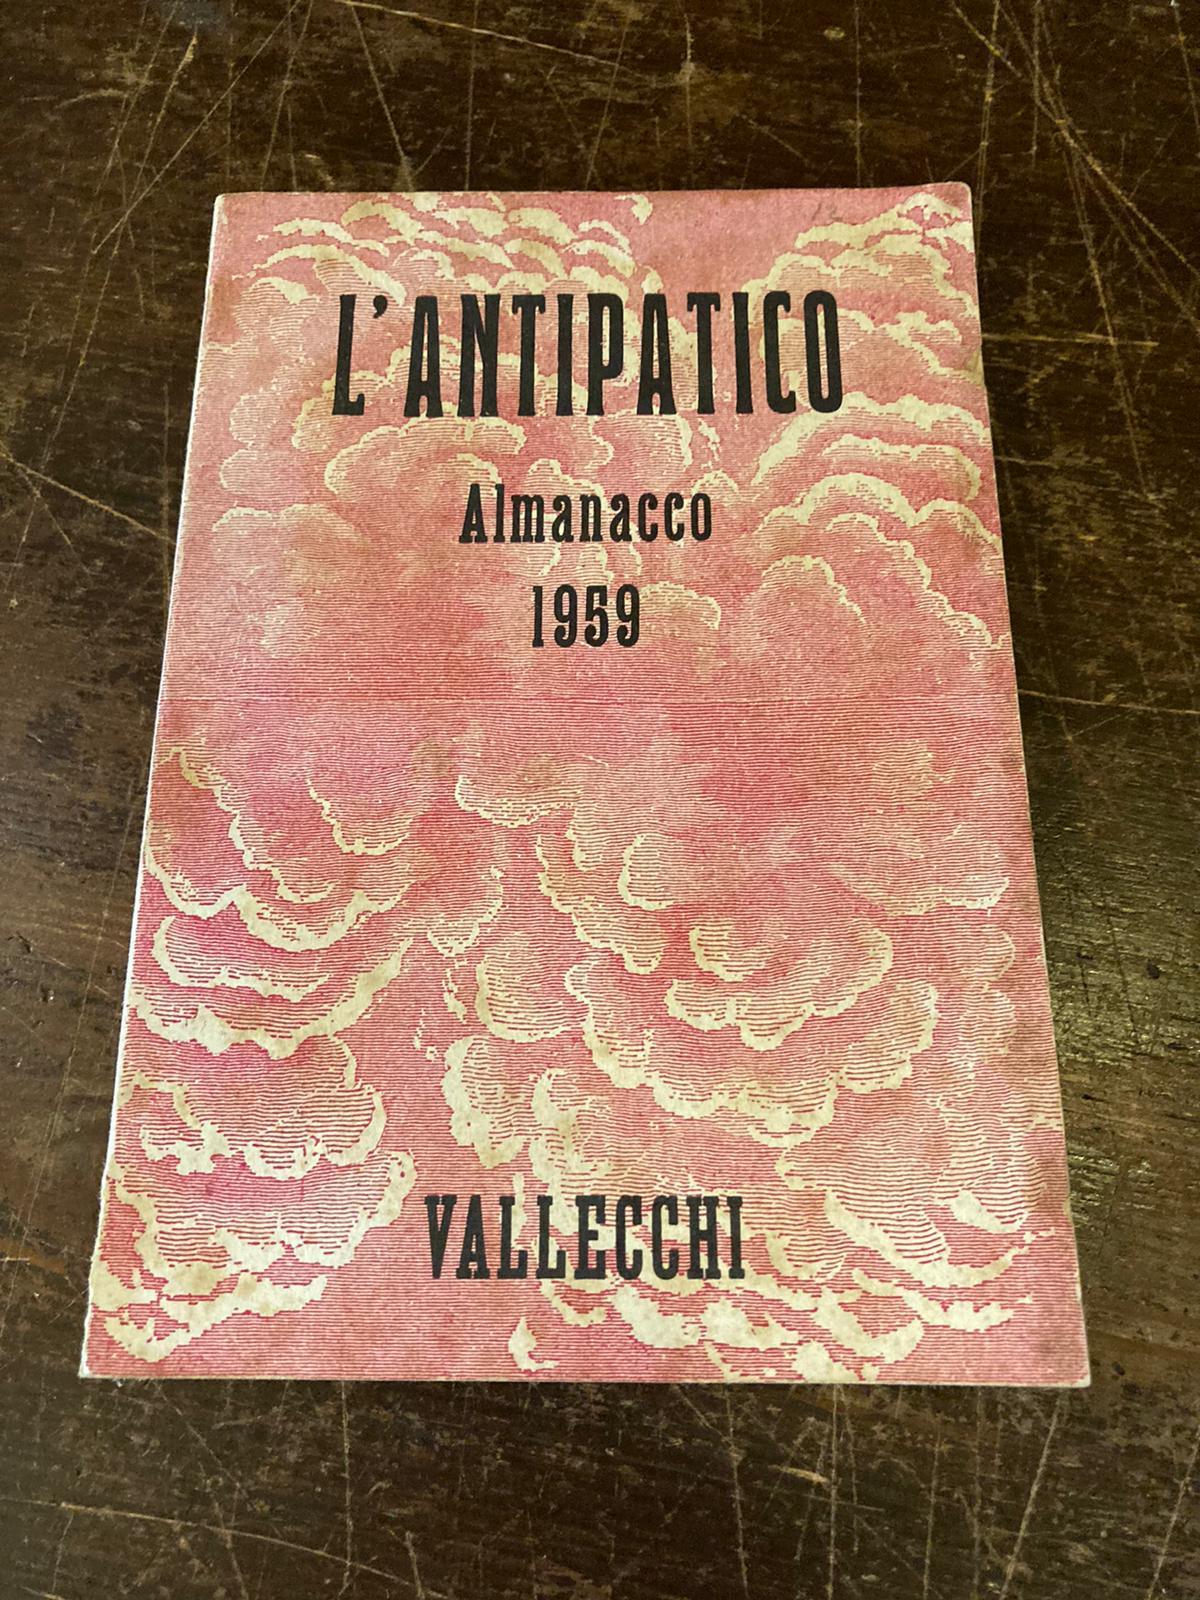 L'ANTIPATICO
Almanacco
1959
VALLECCHI